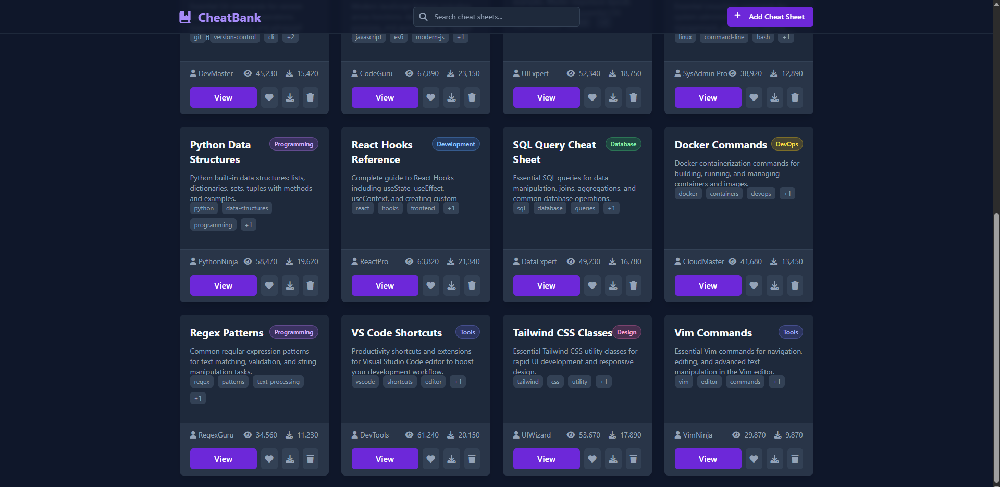 CheatBank
Search cheat sheets...
+ Add Cheat Sheet
git version-control cli +2
javascript es6 modern-js +1
linux command-line bash +1
DevMaster 45,230 15,420
CodeGuru 67,890 23,150
UIExpert 52,340 18,750
SysAdmin Pro 38,920 12,890
View
View
View
View
Python Data Programming
Structures
Python built-in data structures: lists,
dictionaries, sets, tuples with methods
and examples.
python data-structures
programming +1
PythonNinja 58,470 19,620
View
React Hooks Development
Reference
Complete guide to React Hooks
including useState, useEffect,
useContext, and creating custom
react hooks frontend +1
ReactPro 63,820 21,340
View
SQL Query Cheat Database
Sheet
Essential SQL queries for data
manipulation, joins, aggregations, and
common database operations.
sql database queries +1
DataExpert 49,230 16,780
View
Docker Commands DevOps
Docker containerization commands for
building, running, and managing
containers and images.
docker containers devops +1
CloudMaster 41,680 13,450
View
Regex Patterns Programming
Common regular expression patterns
for text matching, validation, and string
manipulation tasks.
regex patterns text-processing
+1
RegexGuru 34,560 11,230
View
VS Code Shortcuts Tools
Productivity shortcuts and extensions
for Visual Studio Code editor to boost
your development workflow.
vscode shortcuts editor +1
DevTools 61,240 20,150
View
Tailwind CSS Classes Design
Essential Tailwind CSS utility classes for
rapid UI development and responsive
design.
tailwind css utility +1
UIWizard 53,670 17,890
View
Vim Commands Tools
Essential Vim commands for navigation,
editing, and advanced text
manipulation in the Vim editor.
vim editor commands +1
VimNinja 29,870 9,870
View